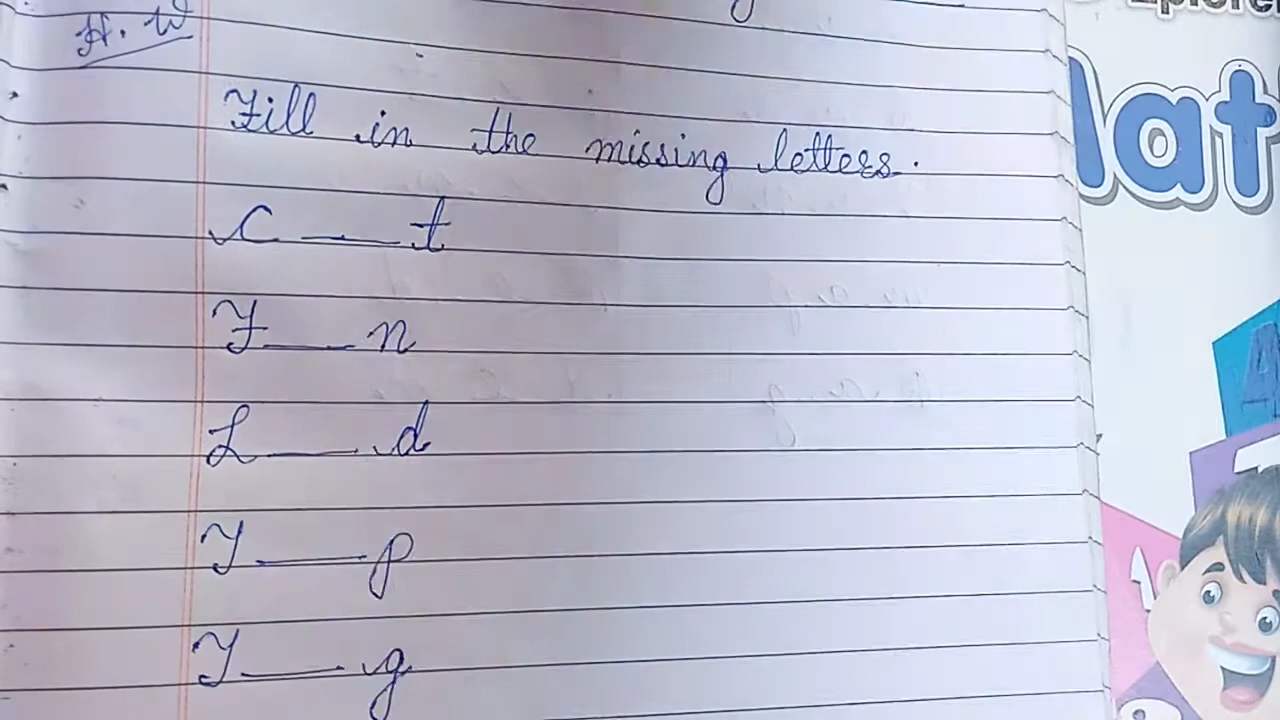 H.W
Fill in the missing letters.
C __ t
F __ n
L __ d
T __ p
T __ g